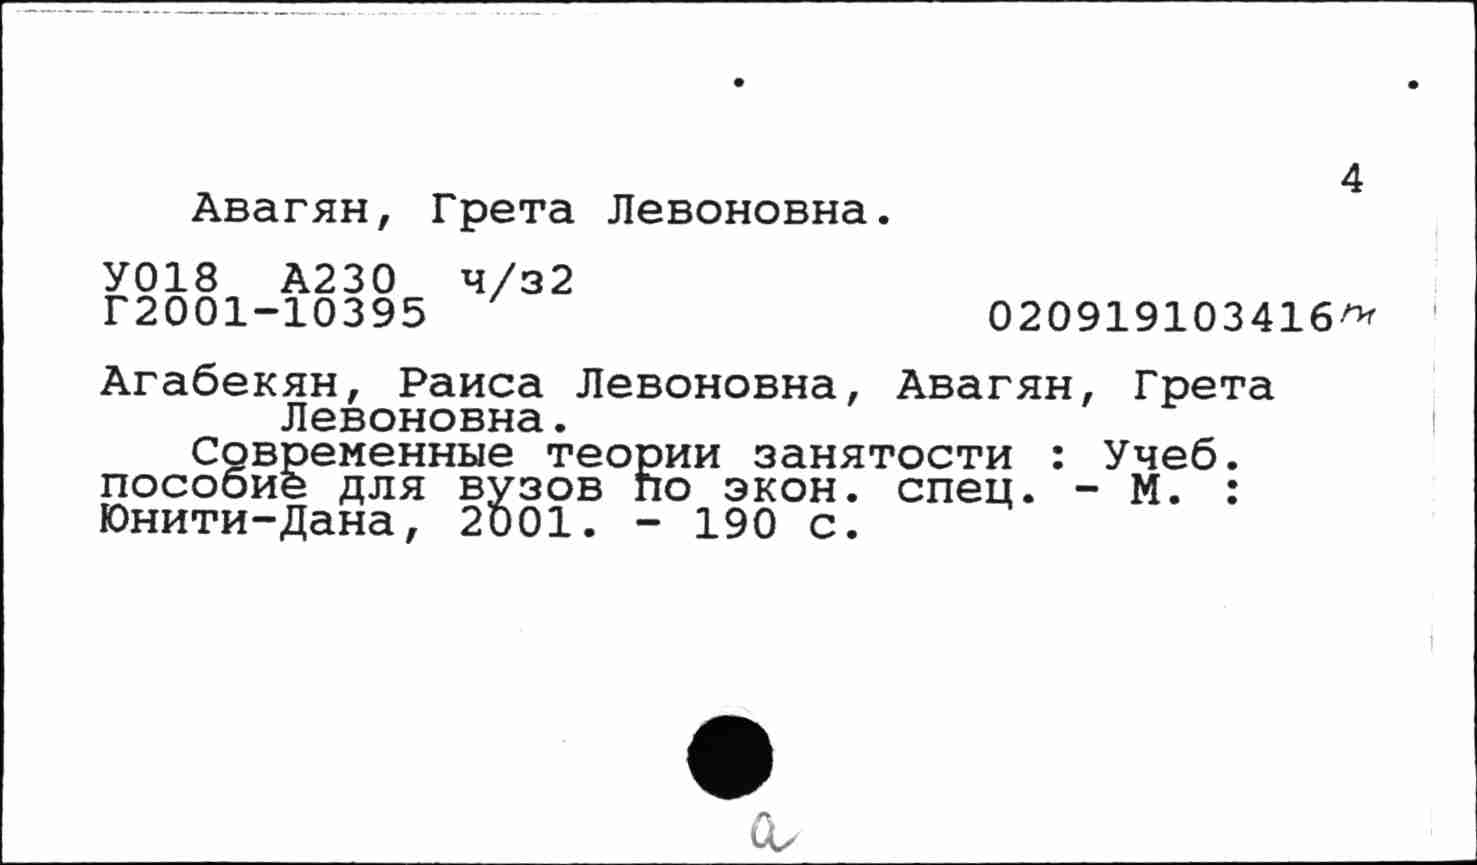 4
Авагян, Грета Левоновна.
У018 А230 ч/з2
Г2001-10395 020919103416
Агабекян, Раиса Левоновна, Авагян, Грета
Левоновна.
Современные теории занятости : Учеб.
пособие для вузов по экон. спец. - М. :
Юнити-Дана, 2001. - 190 с.
а